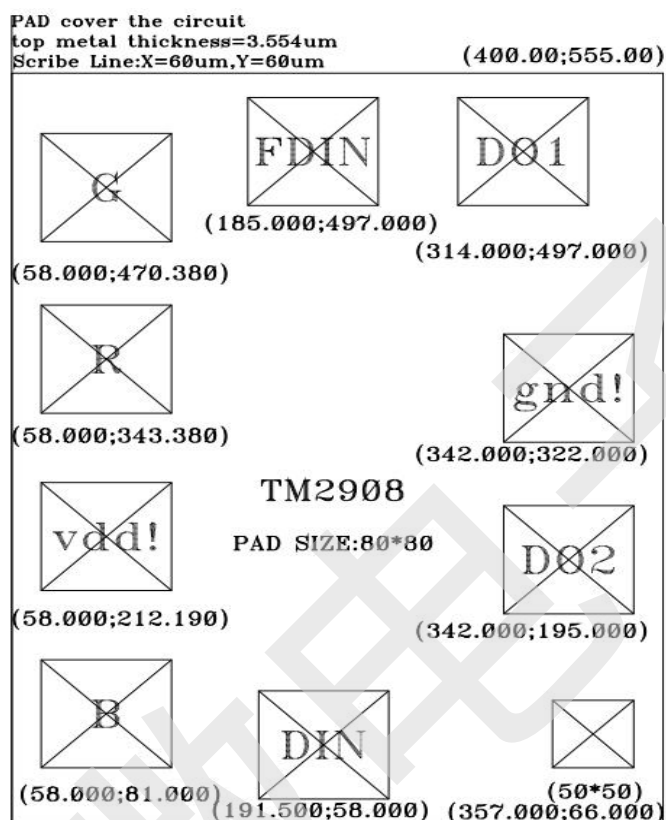 PAD cover the circuit
top metal thickness=3.554um
Scribe Line:X=60um,Y=60um
(400.00;555.00)
G
FDIN
DO1
(185.000;497.000)
(314.000;497.000)
(58.000;470.380)
R
gnd!
(58.000;343.380)
(342.000;322.000)
TM2908
vdd!
PAD SIZE:80*80
DO2
(58.000;212.190)
(342.000;195.000)
B
DIN
(50*50)
(58.000;81.000)
(191.500;58.000)
(357.000;66.000)